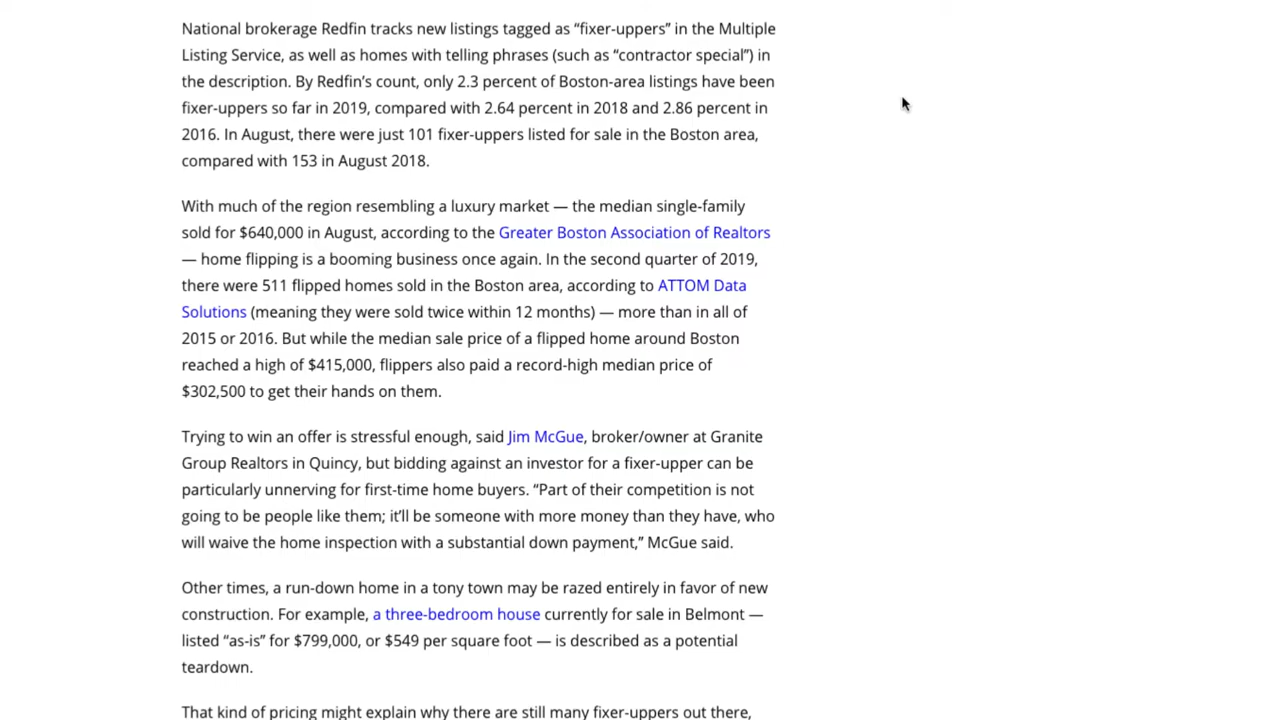 National brokerage Redfin tracks new listings tagged as “fixer-uppers” in the Multiple
Listing Service, as well as homes with telling phrases (such as “contractor special”) in
the description. By Redfin’s count, only 2.3 percent of Boston-area listings have been
fixer-uppers so far in 2019, compared with 2.64 percent in 2018 and 2.86 percent in
2016. In August, there were just 101 fixer-uppers listed for sale in the Boston area,
compared with 153 in August 2018.
With much of the region resembling a luxury market — the median single-family
sold for $640,000 in August, according to the Greater Boston Association of Realtors
— home flipping is a booming business once again. In the second quarter of 2019,
there were 511 flipped homes sold in the Boston area, according to ATTOM Data
Solutions (meaning they were sold twice within 12 months) — more than in all of
2015 or 2016. But while the median sale price of a flipped home around Boston
reached a high of $415,000, flippers also paid a record-high median price of
$302,500 to get their hands on them.
Trying to win an offer is stressful enough, said Jim McGue, broker/owner at Granite
Group Realtors in Quincy, but bidding against an investor for a fixer-upper can be
particularly unnerving for first-time home buyers. “Part of their competition is not
going to be people like them; it’ll be someone with more money than they have, who
will waive the home inspection with a substantial down payment,” McGue said.
Other times, a run-down home in a tony town may be razed entirely in favor of new
construction. For example, a three-bedroom house currently for sale in Belmont —
listed “as-is” for $799,000, or $549 per square foot — is described as a potential
teardown.
That kind of pricing might explain why there are still many fixer-uppers out there,